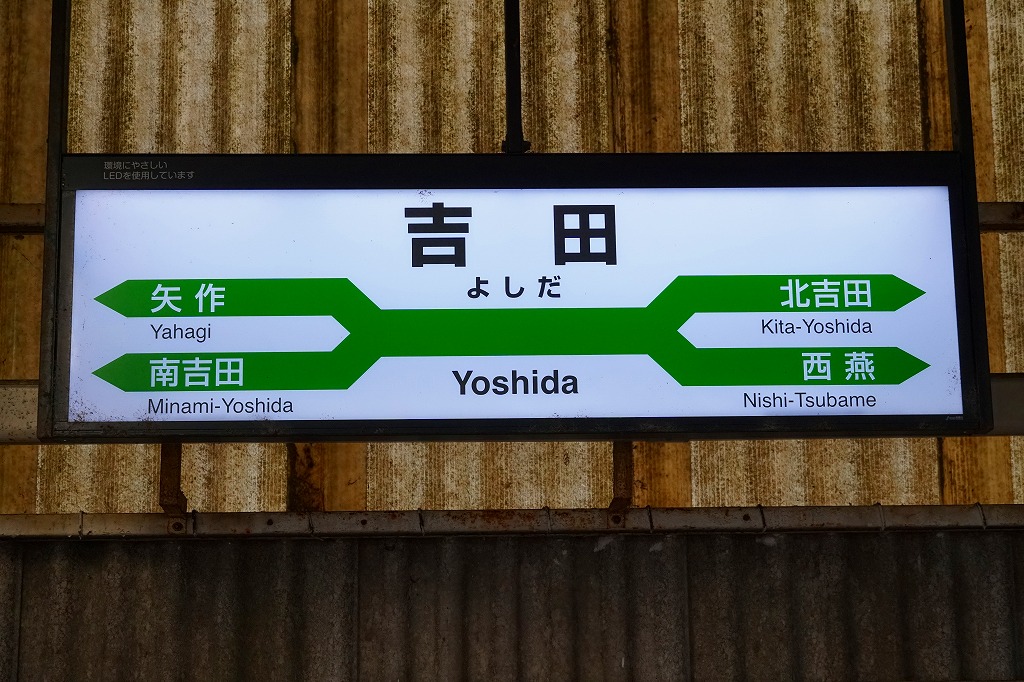 環境にやさしい
LEDを使用しています
吉田
よしだ
矢作
Yahagi
北吉田
Kita-Yoshida
南吉田
Minami-Yoshida
西燕
Nishi-Tsubame
Yoshida